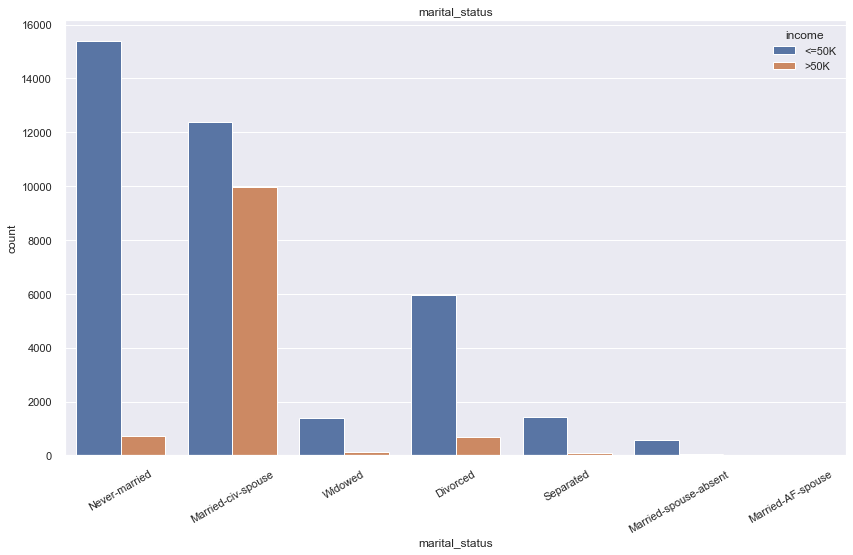 marital_status
income
<=50K
>50K
16000
14000
12000
10000
8000
6000
4000
2000
0
count
Never-married
Married-civ-spouse
Widowed
Divorced
Separated
Married-spouse-absent
Married-AF-spouse
marital_status